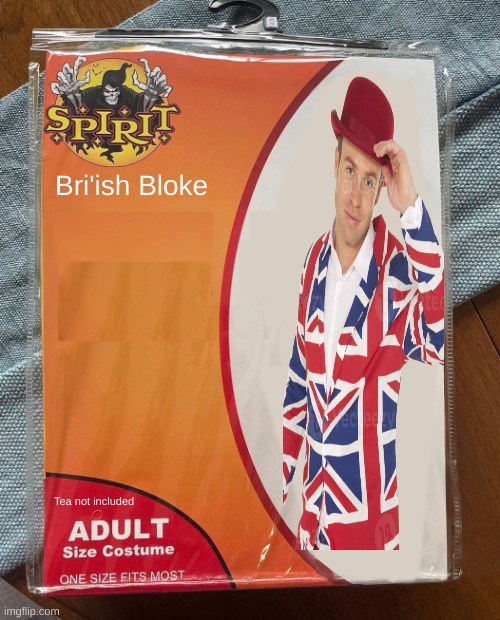 SPIRIT
Bri'ish Bloke
Tea not included
ADULT
Size Costume
ONE SIZE FITS MOST
imgflip.com